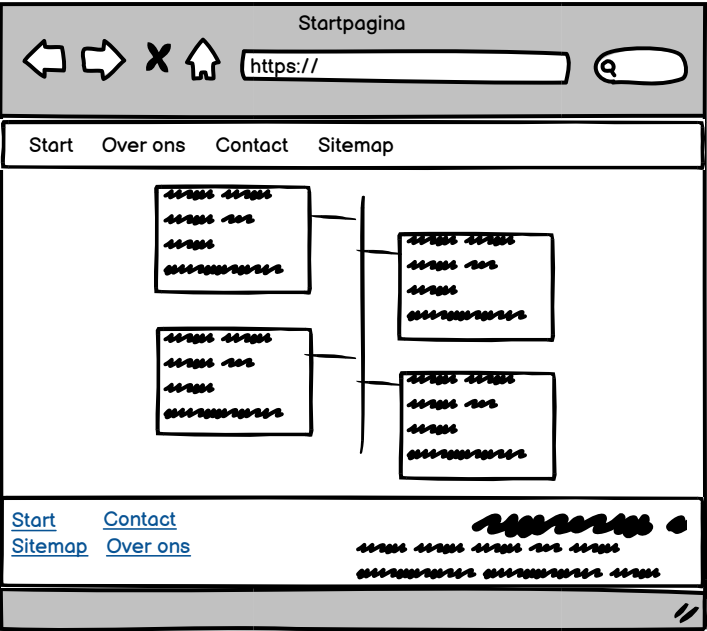 Startpagina
https://
Start Over ons Contact Sitemap
Start Contact
Sitemap Over ons